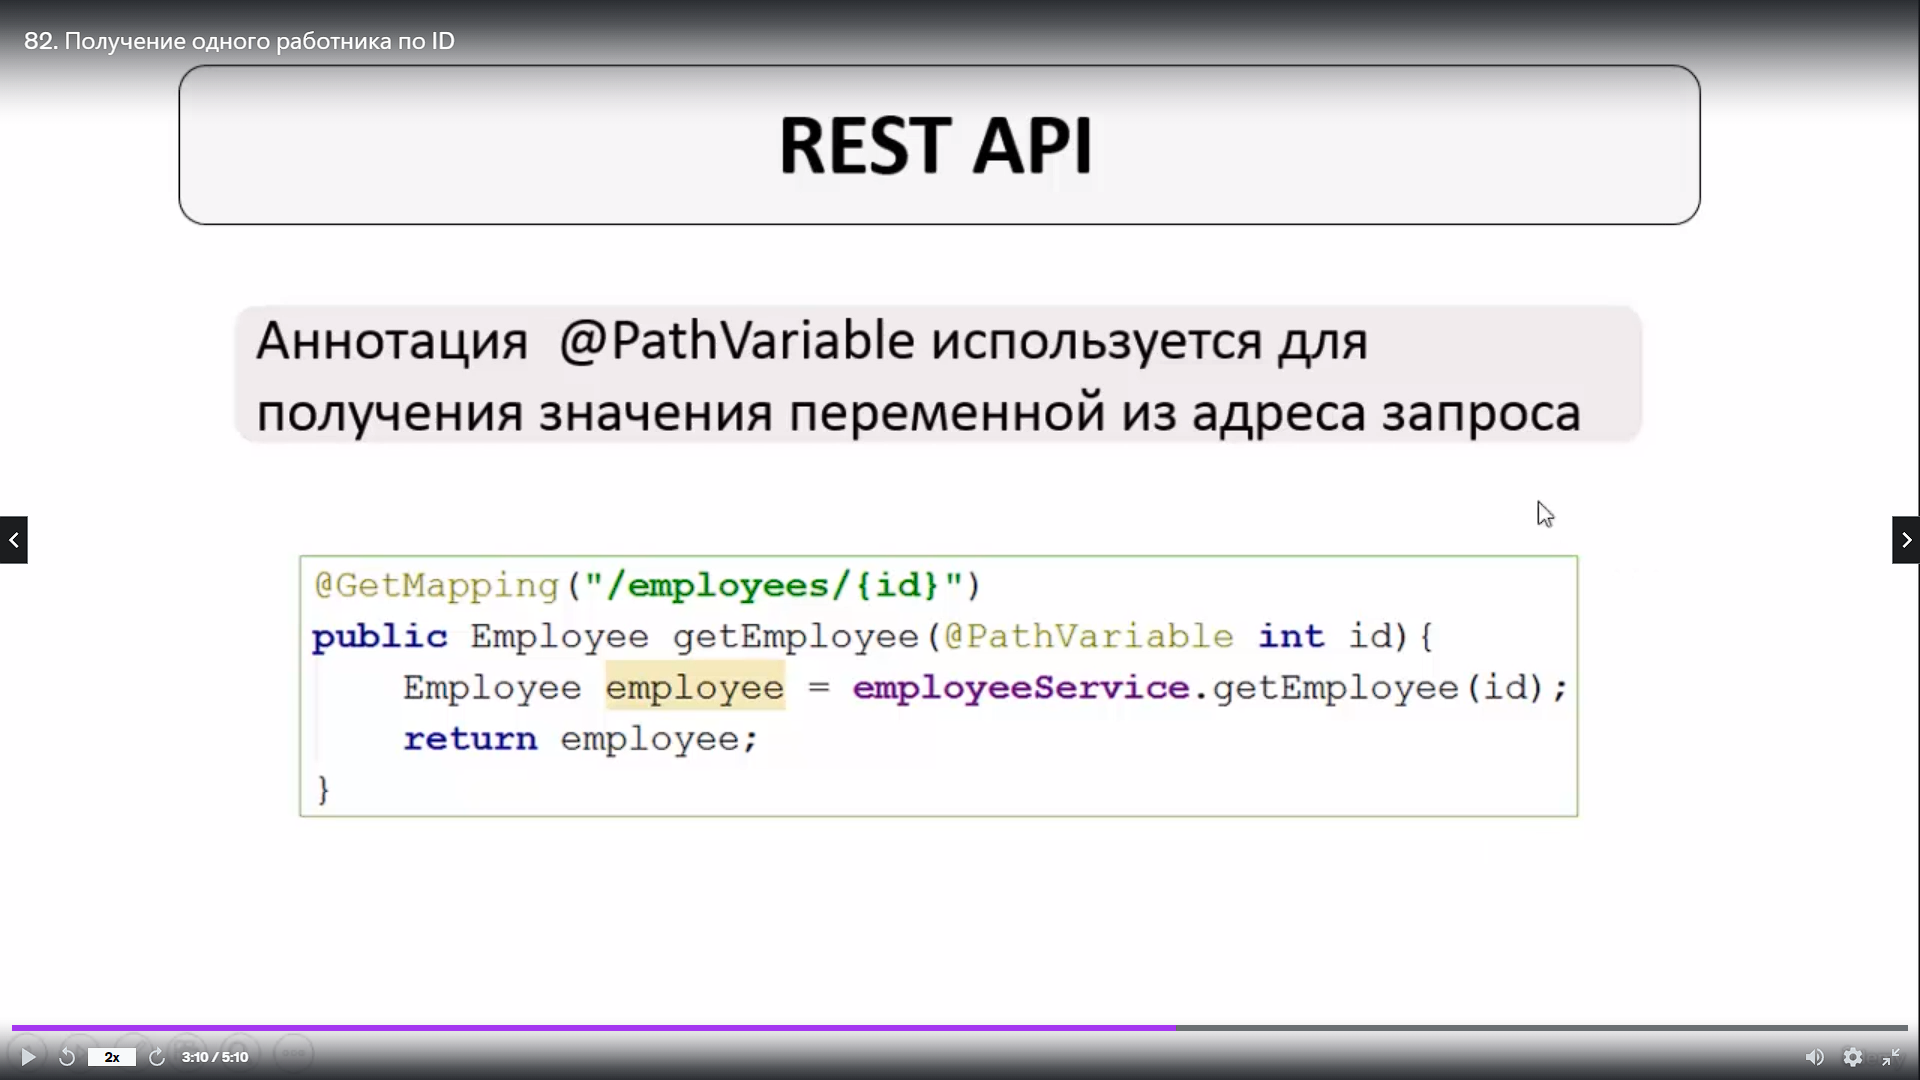 82. Получение одного работника по ID
REST API
Аннотация @PathVariable используется для
получения значения переменной из адреса запроса
@GetMapping("/employees/{id}")
public Employee getEmployee(@PathVariable int id){
Employee employee = employeeService.getEmployee(id);
return employee;
}
2x
3:10 / 5:10